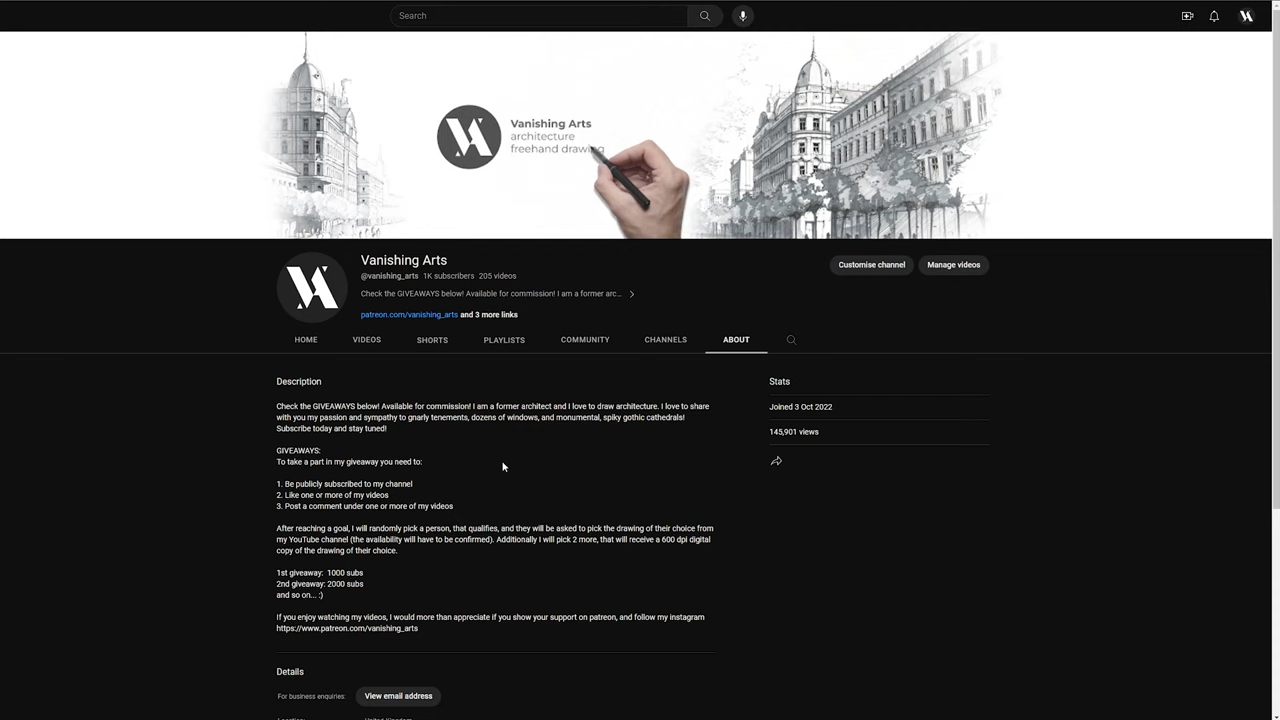 Search
Vanishing Arts
architecture
freehand drawing
Vanishing Arts
@vanishing_arts 1K subscribers 205 videos
Check the GIVEAWAYS below! Available for commission! I am a former arc...
patreon.com/vanishing_arts and 3 more links
Customise channel
Manage videos
HOME
VIDEOS
SHORTS
PLAYLISTS
COMMUNITY
CHANNELS
ABOUT
Description
Check the GIVEAWAYS below! Available for commission! I am a former architect and I love to draw architecture. I love to share
with you my passion and sympathy to gnarly tenements, dozens of windows, and monumental, spiky gothic cathedrals!
Subscribe today and stay tuned!
GIVEAWAYS:
To take a part in my giveaway you need to:
1. Be publicly subscribed to my channel
2. Like one or more of my videos
3. Post a comment under one or more of my videos
After reaching a goal, I will randomly pick a person, that qualifies, and they will be asked to pick the drawing of their choice from
my YouTube channel (the availability will have to be confirmed). Additionally I will pick 2 more, that will receive a 600 dpi digital
copy of the drawing of their choice.
1st giveaway: 1000 subs
2nd giveaway: 2000 subs
and so on... :)
If you enjoy watching my videos, I would more than appreciate if you show your support on patreon, and follow my instagram
https://www.patreon.com/vanishing_arts
Stats
Joined 3 Oct 2022
145,901 views
Details
For business enquiries:
View email address
Location:
United Kingdom